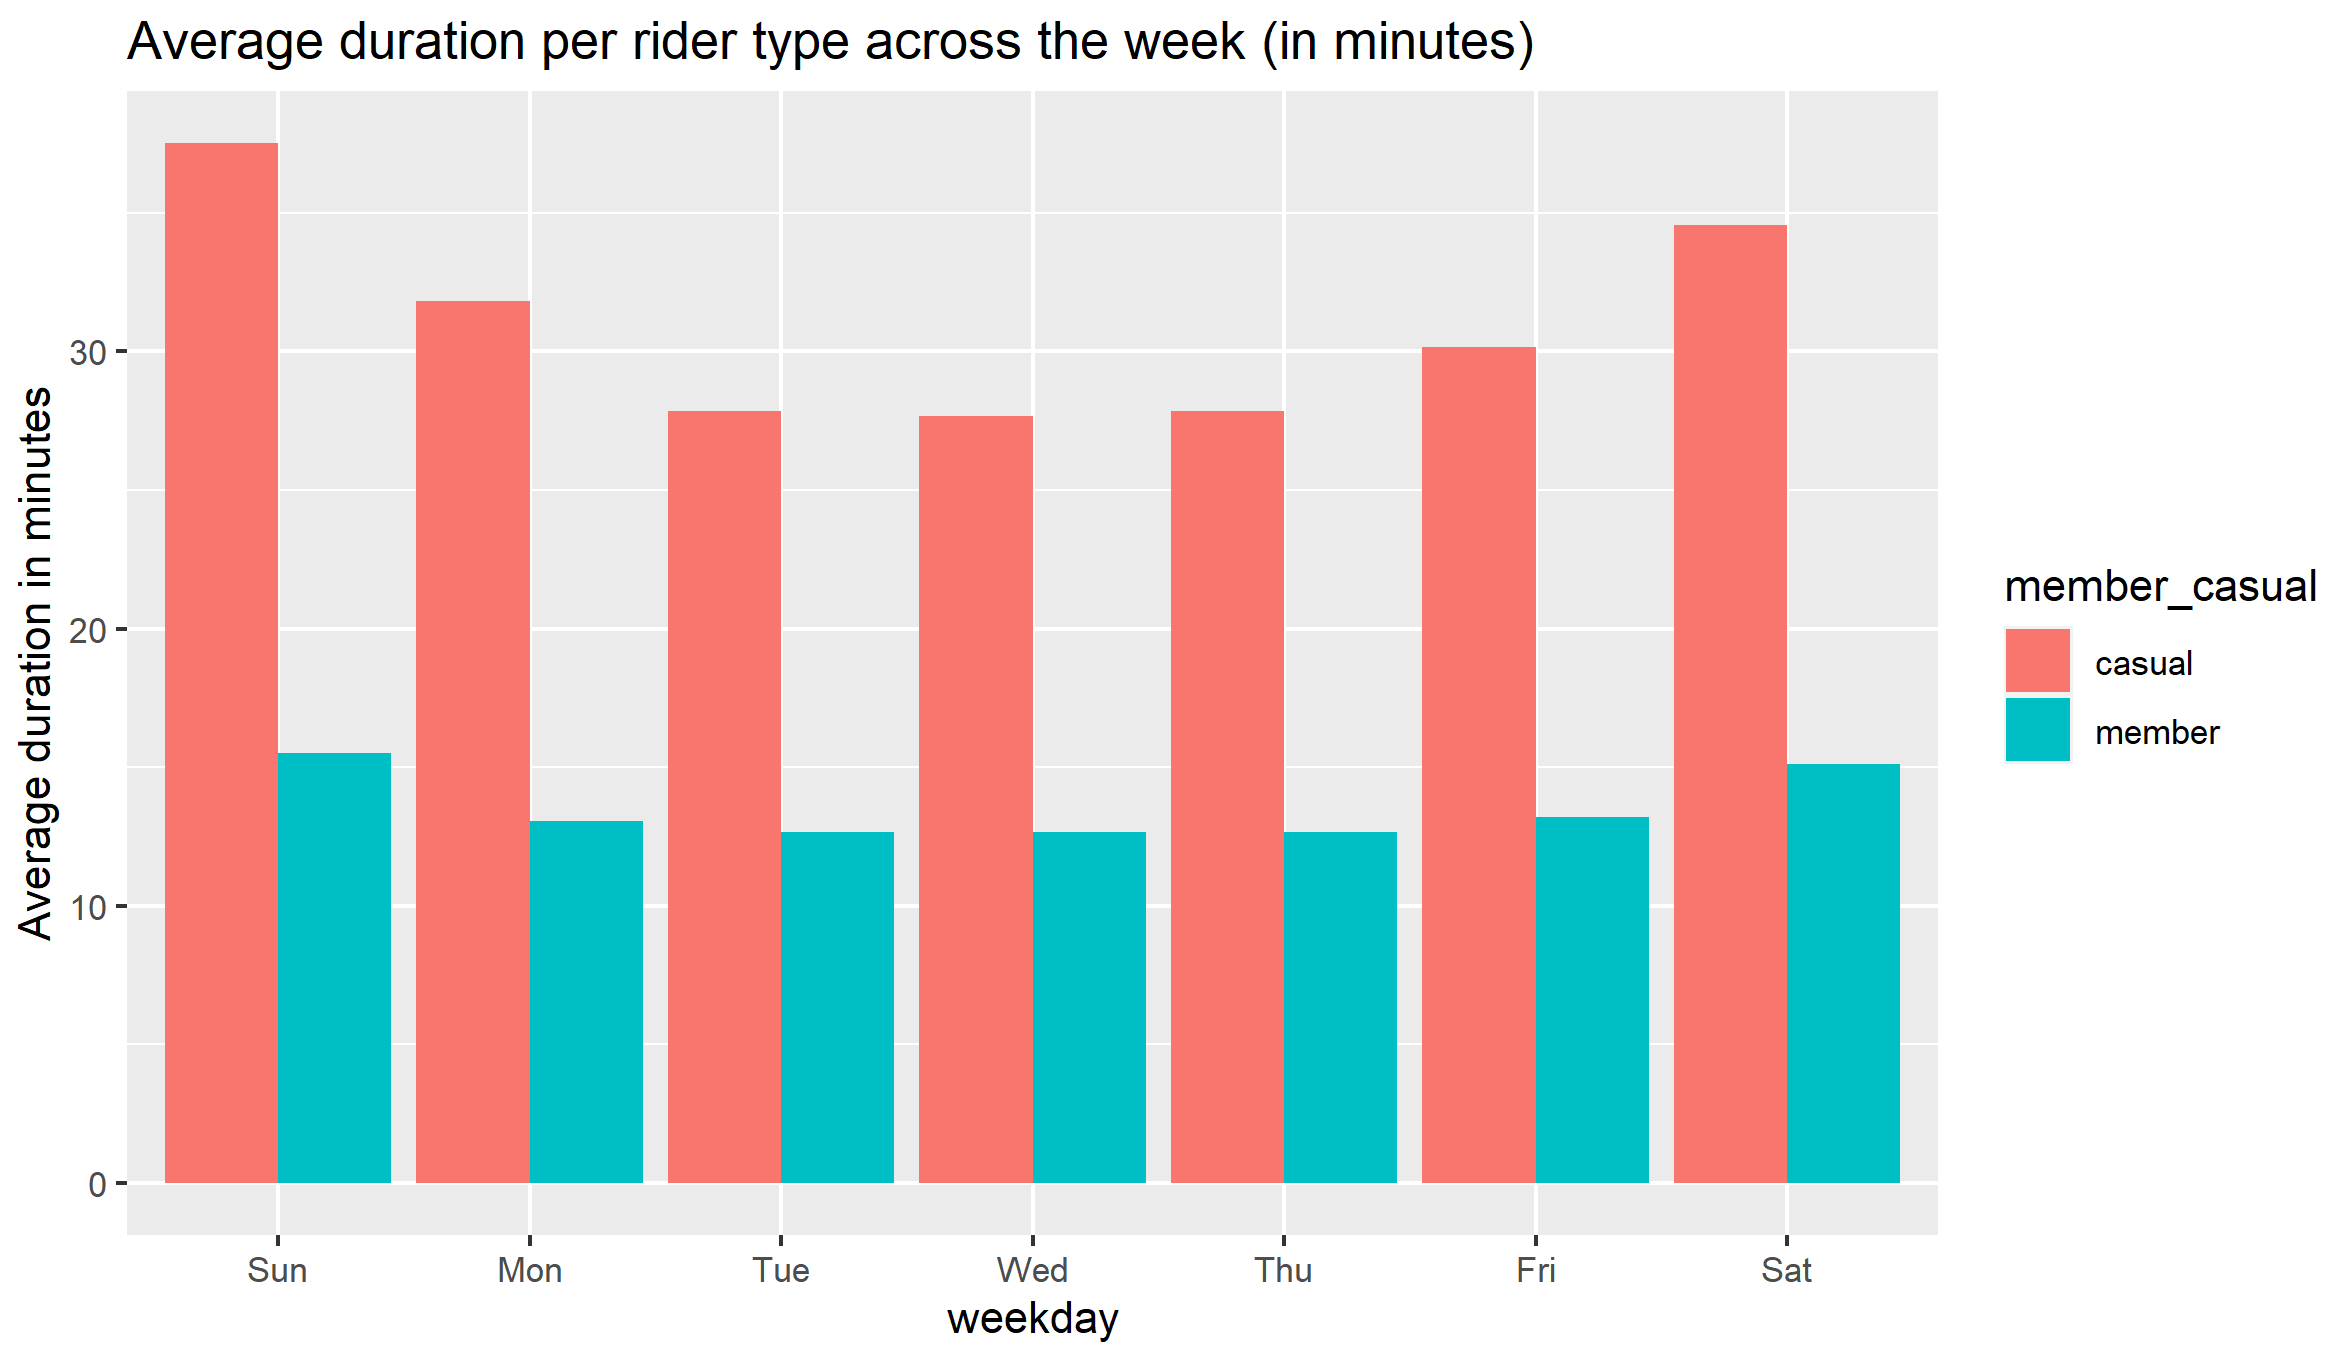 Average duration per rider type across the week (in minutes)
Average duration in minutes
30
20
10
0
Sun Mon Tue Wed Thu Fri Sat
weekday
member_casual
casual
member